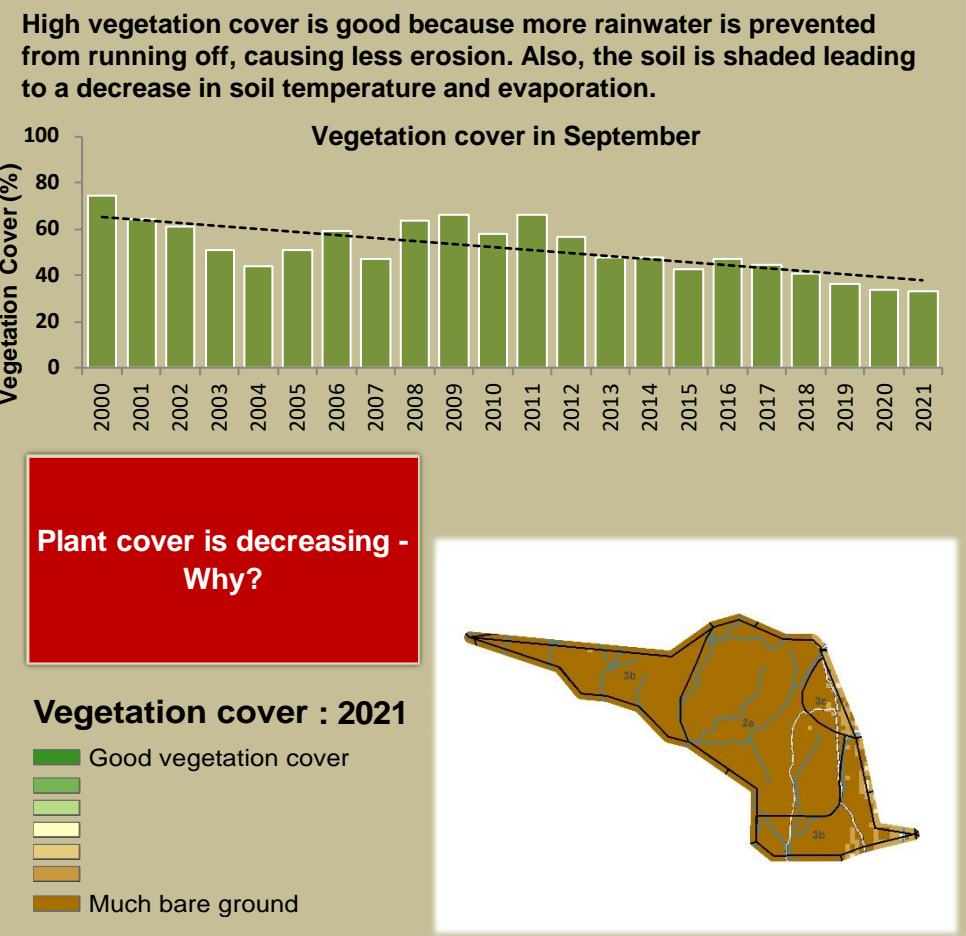 High vegetation cover is good because more rainwater is prevented
from running off, causing less erosion. Also, the soil is shaded leading
to a decrease in soil temperature and evaporation.
Vegetation cover in September
Vegetation Cover (%)
100
80
60
40
20
0
2000 2001 2002 2003 2004 2005 2006 2007 2008 2009 2010 2011 2012 2013 2014 2015 2016 2017 2018 2019 2020 2021
Plant cover is decreasing -
Why?
Vegetation cover : 2021
Good vegetation cover
Much bare ground
3b
3c
2a
3b